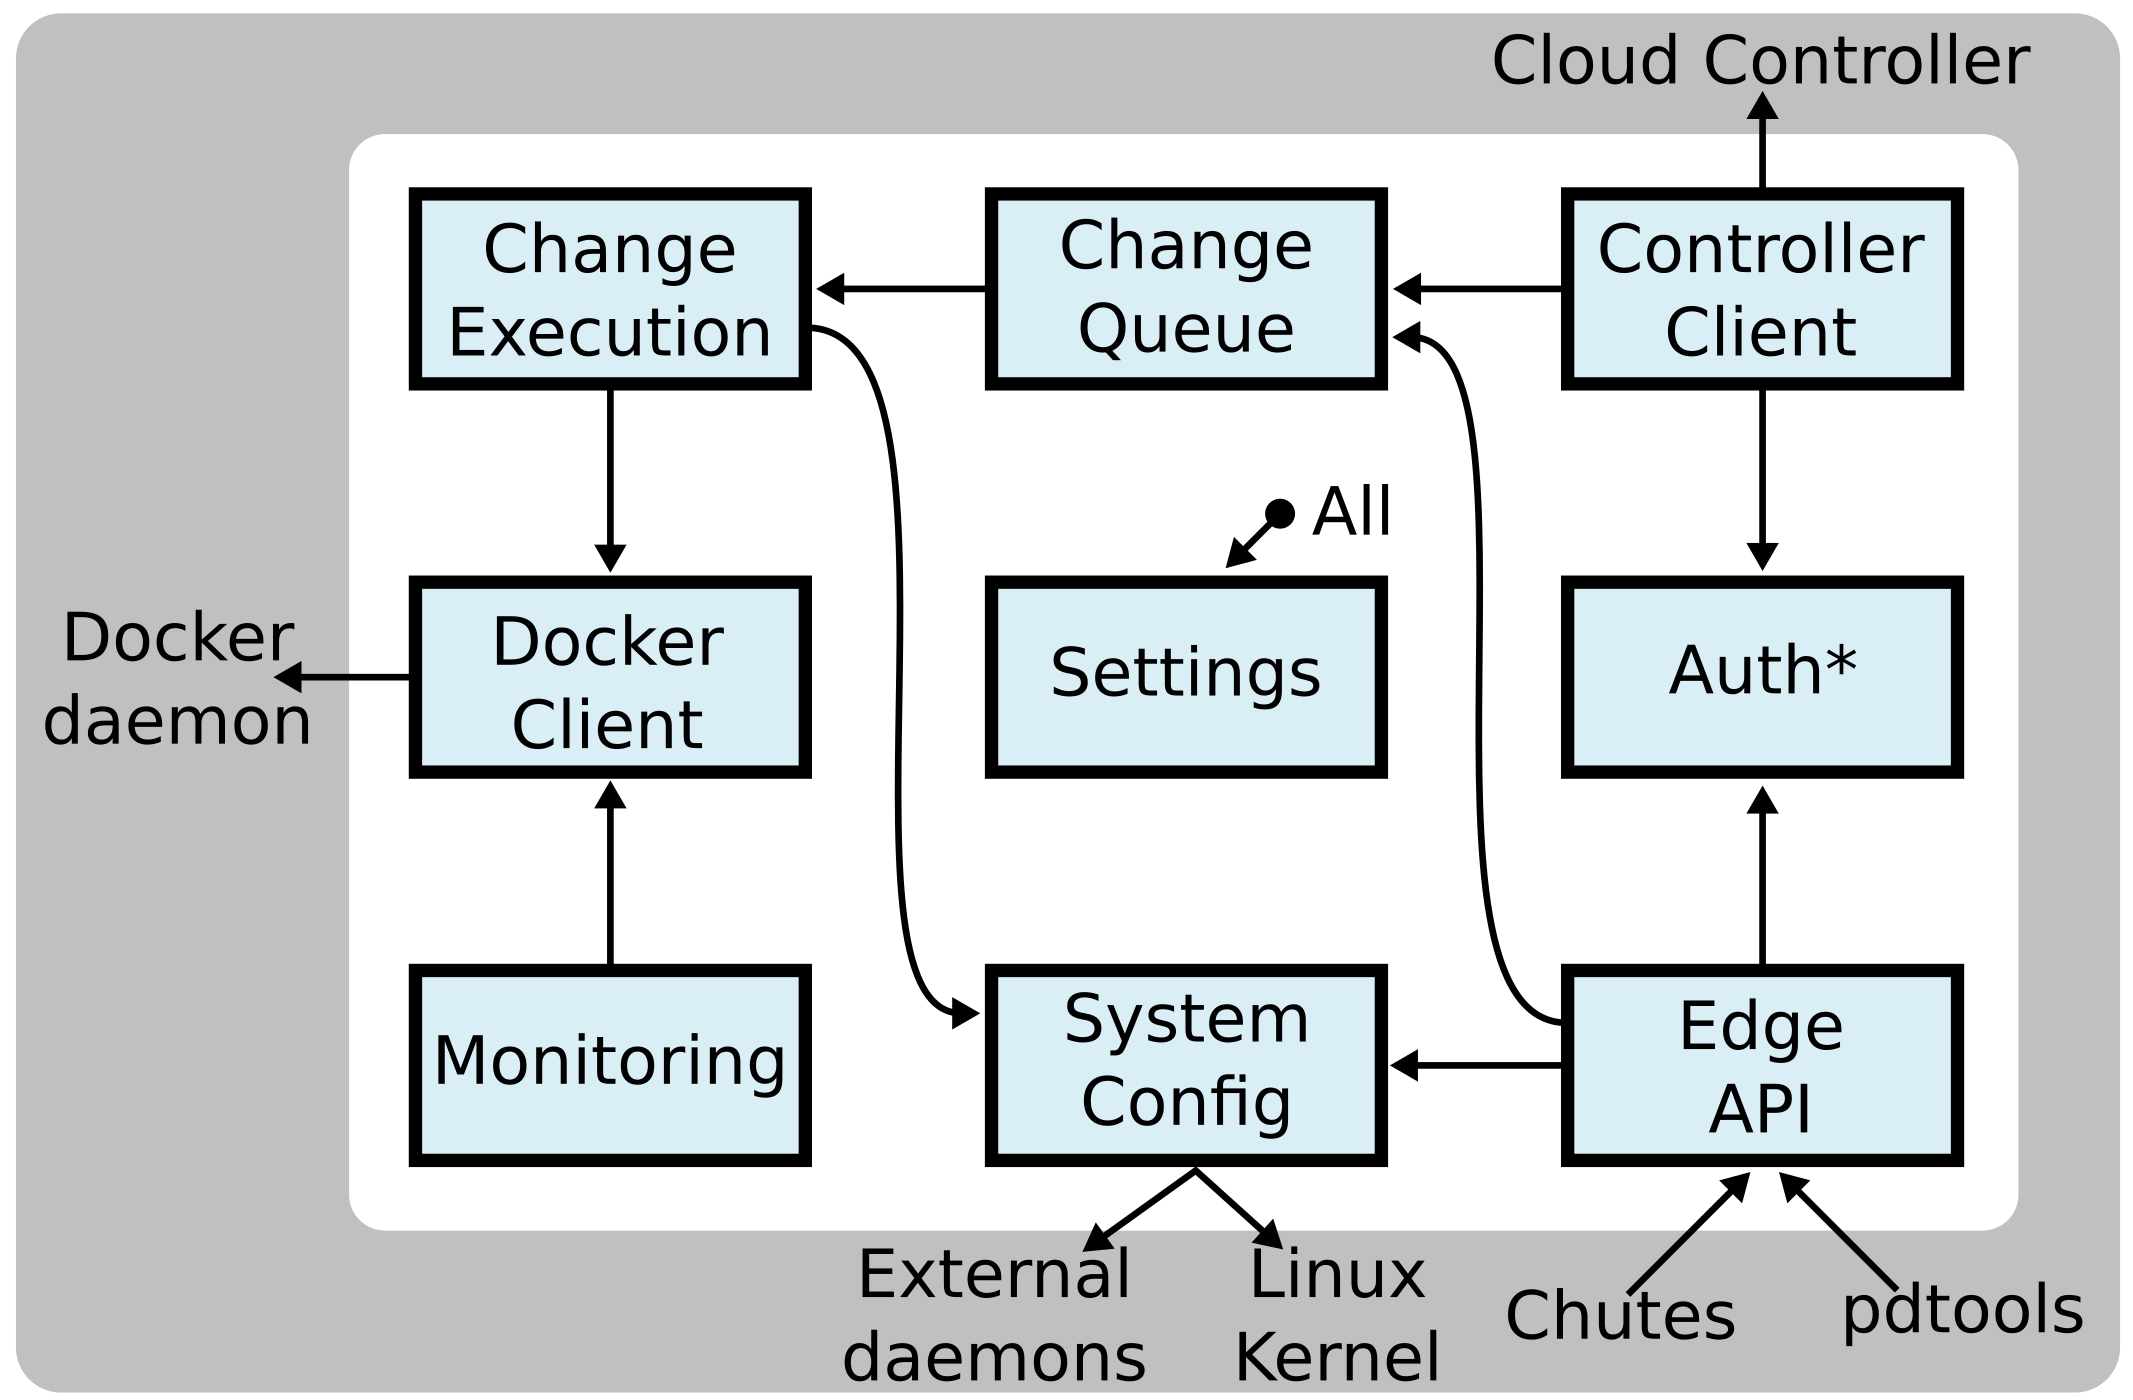 Cloud Controller
Change
Execution
Change
Queue
Controller
Client
All
Docker
daemon
Docker
Client
Settings
Auth*
Monitoring
System
Config
Edge
API
External
daemons
Linux
Kernel
Chutes
pdtools